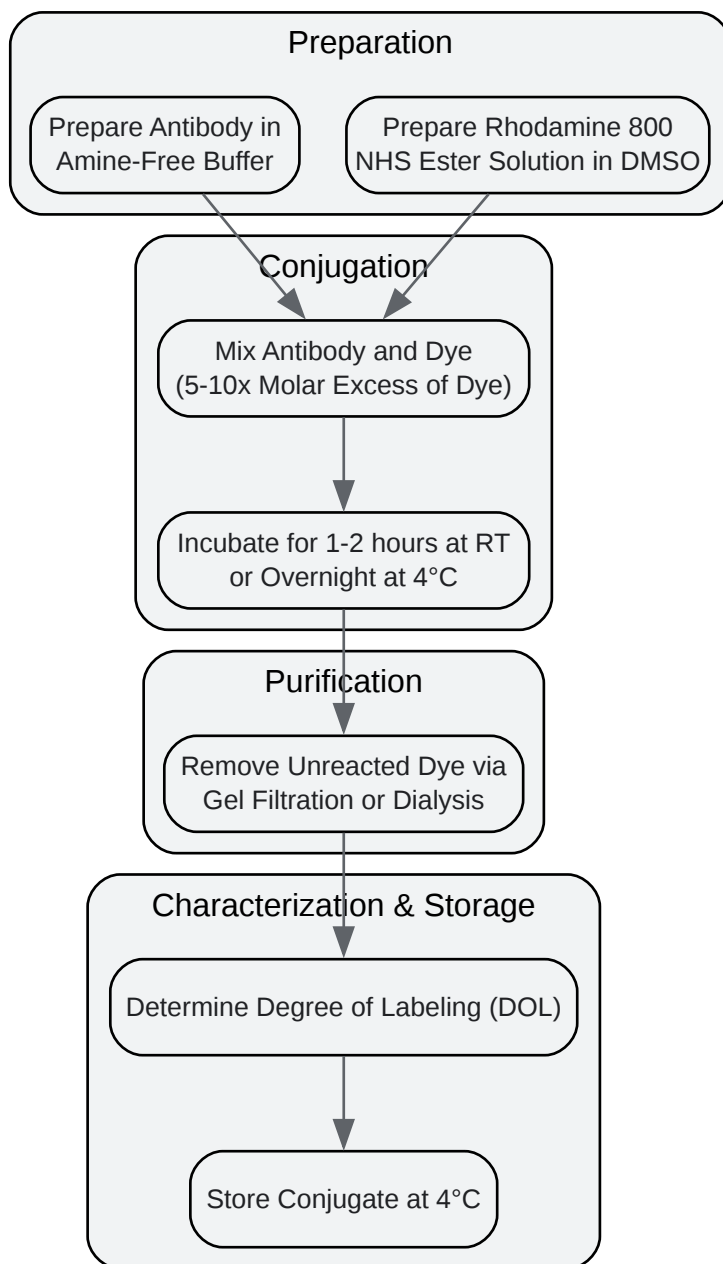 Preparation
Prepare Antibody in
Amine-Free Buffer
Prepare Rhodamine 800
NHS Ester Solution in DMSO
Conjugation
Mix Antibody and Dye
(5-10x Molar Excess of Dye)
Incubate for 1-2 hours at RT
or Overnight at 4°C
Purification
Remove Unreacted Dye via
Gel Filtration or Dialysis
Characterization & Storage
Determine Degree of Labeling (DOL)
Store Conjugate at 4°C